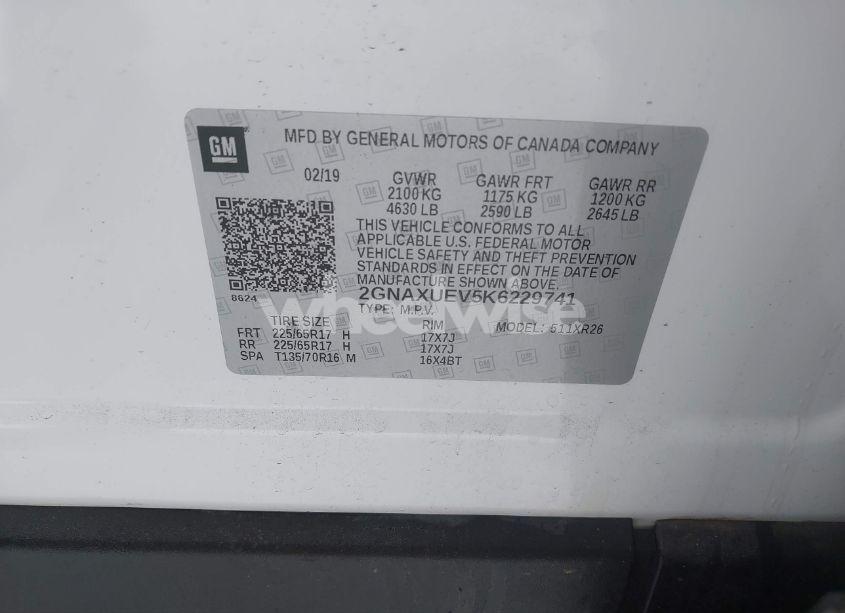 GM
MFD BY GENERAL MOTORS OF CANADA COMPANY
02/19 GVWR GAWR FRT GAWR RR
2100 KG 1175 KG 1200 KG
4630 LB 2590 LB 2645 LB
THIS VEHICLE CONFORMS TO ALL
APPLICABLE U.S. FEDERAL MOTOR
VEHICLE SAFETY AND THEFT PREVENTION
STANDARDS IN EFFECT ON THE DATE OF
MANUFACTURE SHOWN ABOVE.
8624 2GNAXUEV5K6229741
TYPE: M.P.V. MODEL: 511XR26
wheelwise
TIRE SIZE RIM
FRT 225/65R17 H 17X7J
RR 225/65R17 H 17X7J
SPA T135/70R16 M 16X4BT